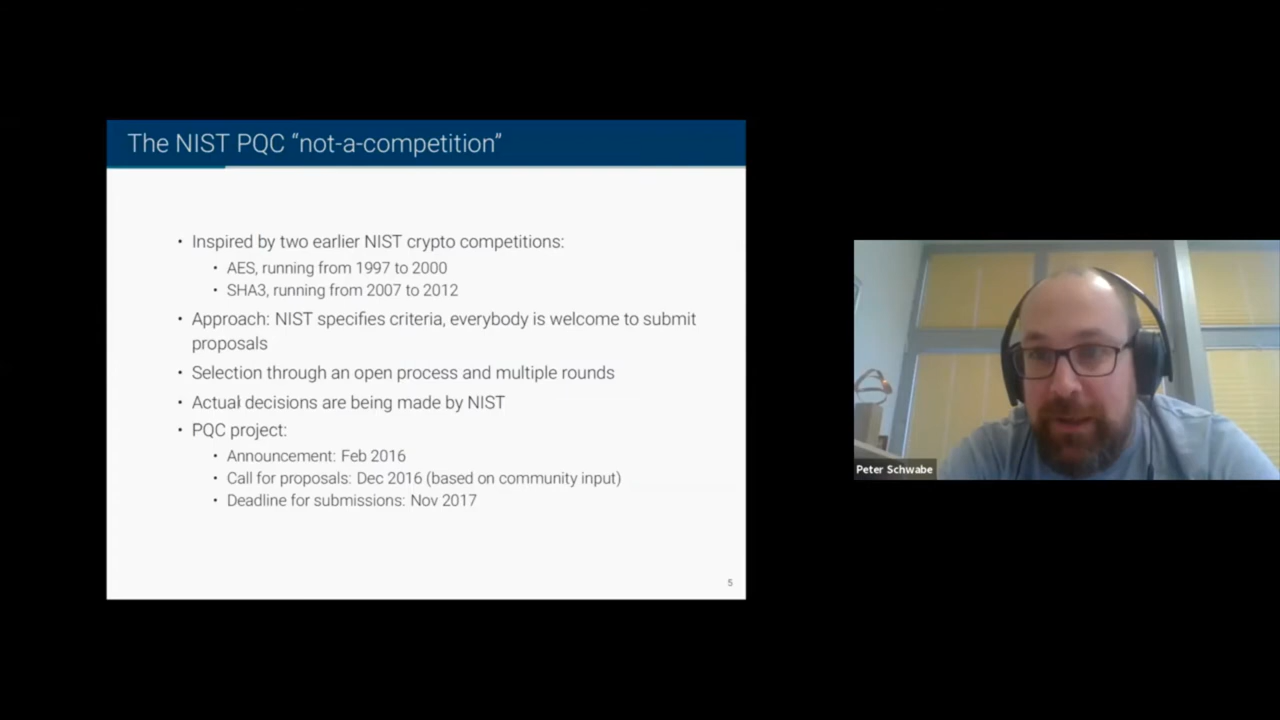 The NIST PQC “not-a-competition”
• Inspired by two earlier NIST crypto competitions:
• AES, running from 1997 to 2000
• SHA3, running from 2007 to 2012
• Approach: NIST specifies criteria, everybody is welcome to submit
proposals
• Selection through an open process and multiple rounds
• Actual decisions are being made by NIST
• PQC project:
• Announcement: Feb 2016
• Call for proposals: Dec 2016 (based on community input)
• Deadline for submissions: Nov 2017
5
Peter Schwabe